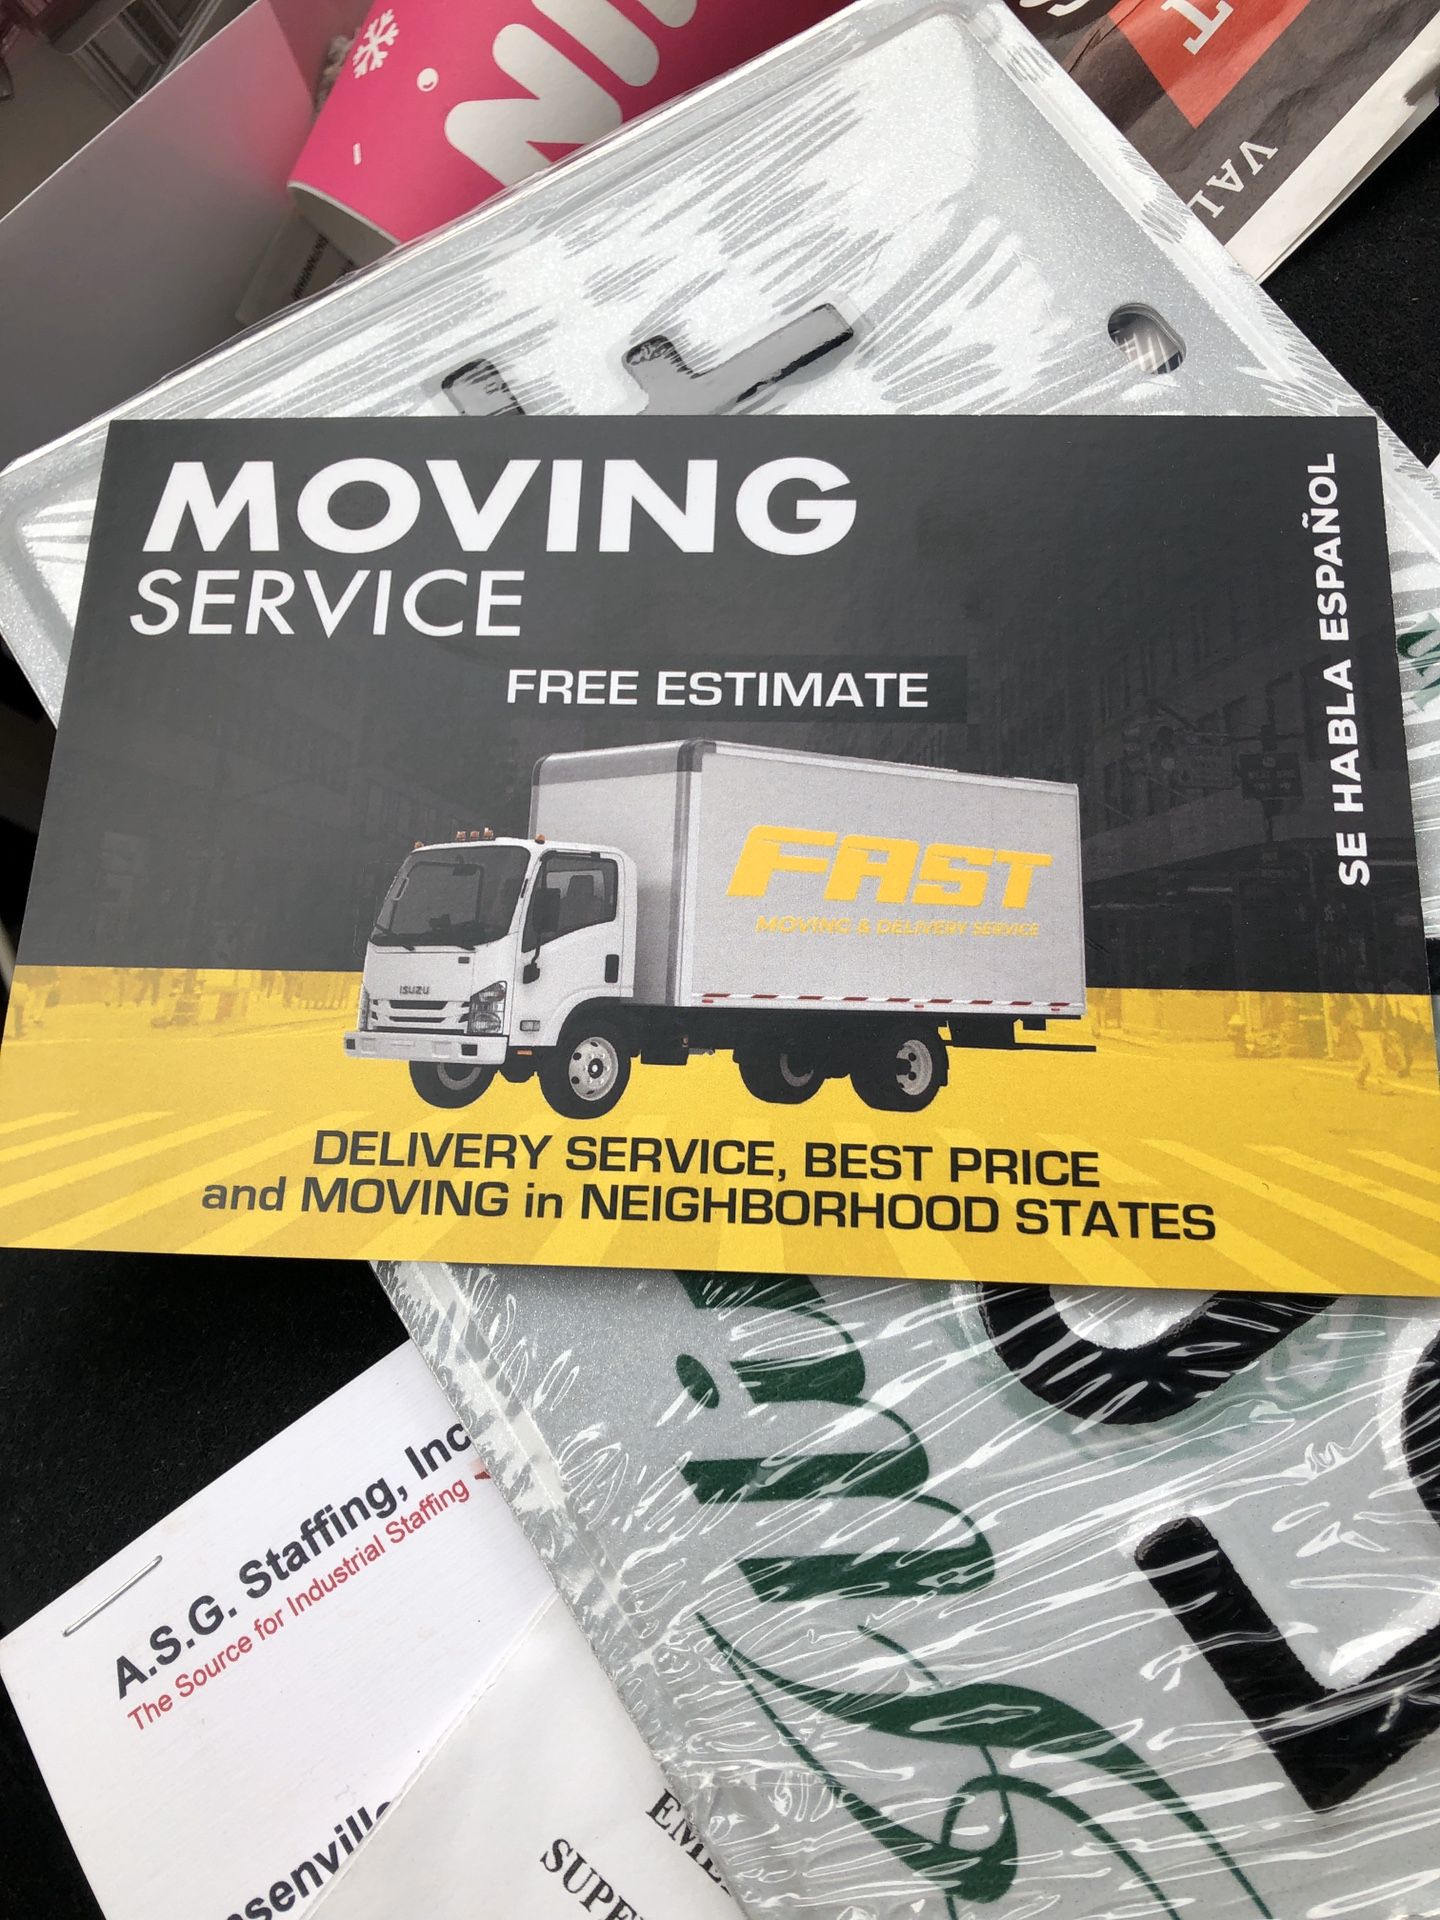 VAL
MOVING
SERVICE
FREE ESTIMATE
SE HABLA ESPAÑOL
FAST
MOVING & DELIVERY SERVICE
ISUZU
DELIVERY SERVICE, BEST PRICE
and MOVING in NEIGHBORHOOD STATES
A.S.G. Staffing, Inc
The Source for Industrial Staffing